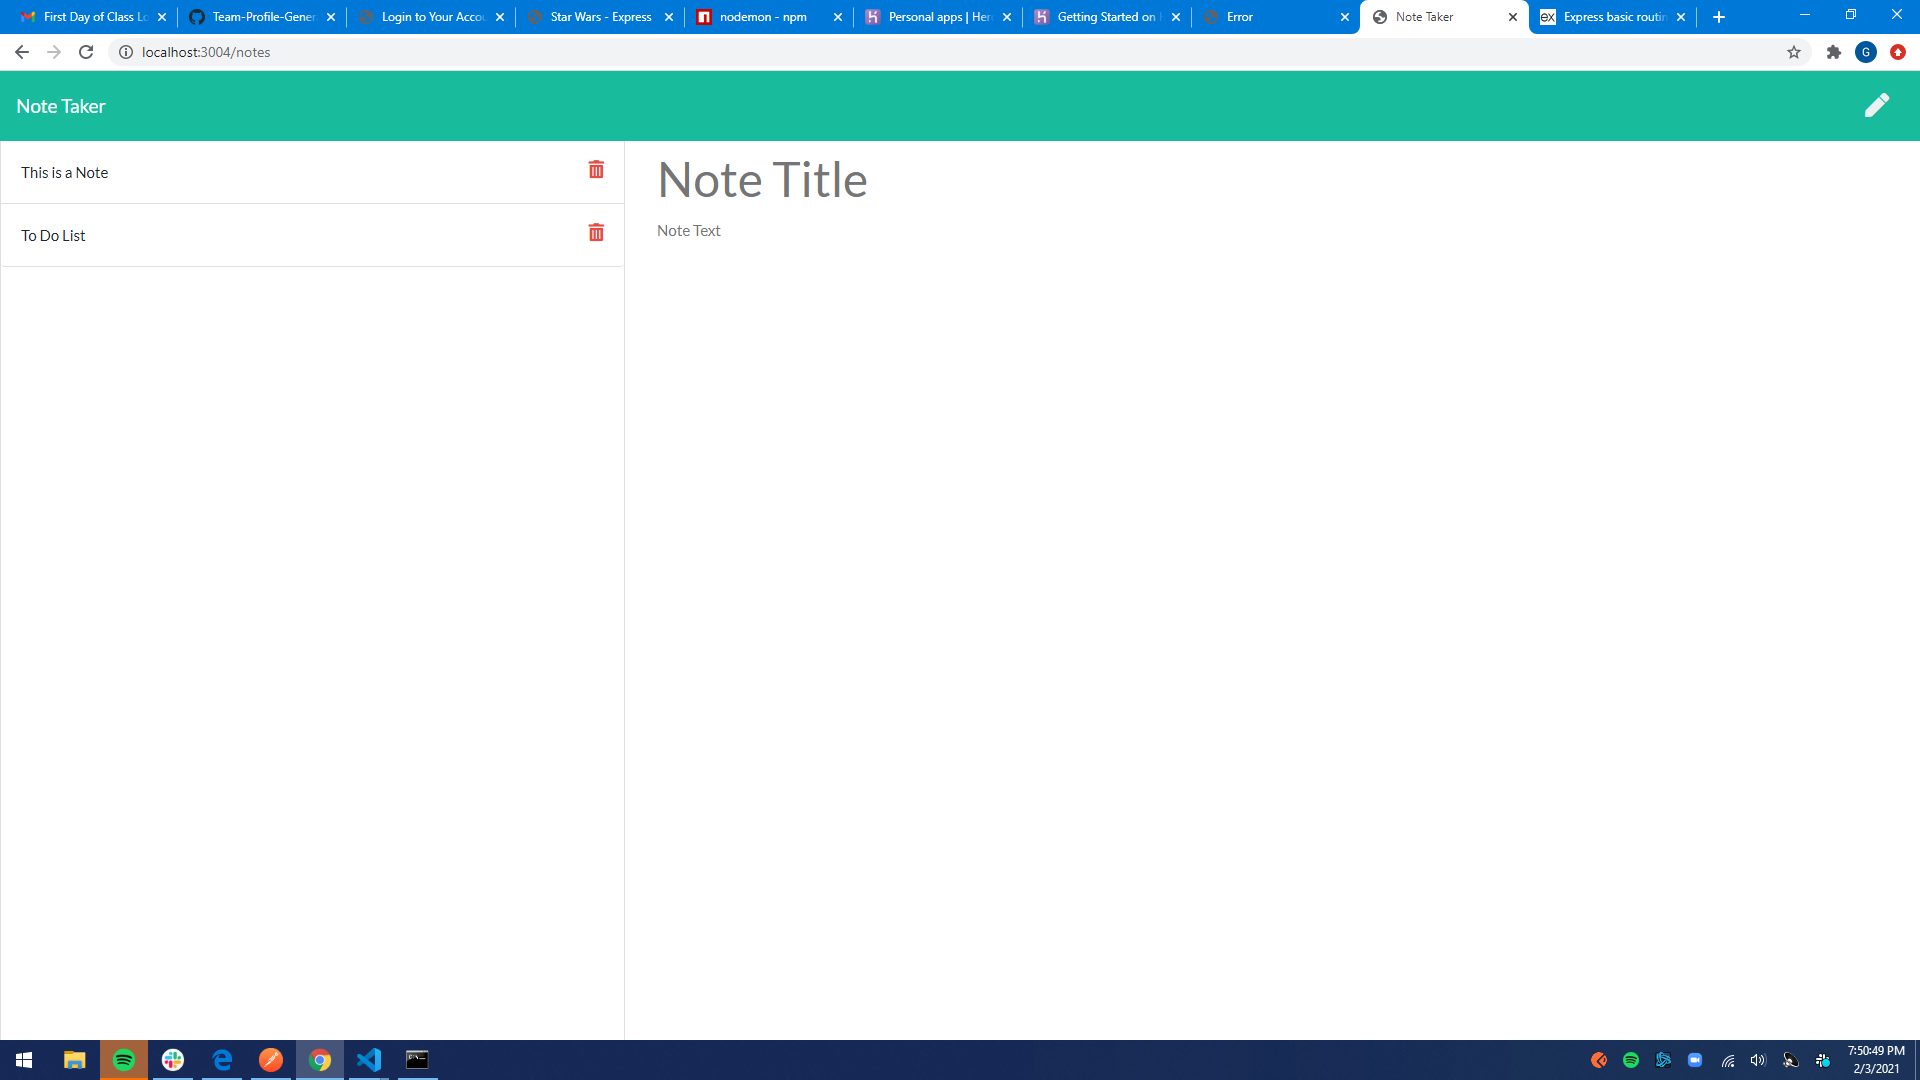 First Day of Class Lo
Team-Profile-Gener
Login to Your Accou
Star Wars - Express
nodemon - npm
Personal apps | Her
Getting Started on
Error
Note Taker
Express basic routin
localhost:3004/notes
G
Note Taker
This is a Note
To Do List
Note Title
Note Text
7:50:49 PM
2/3/2021